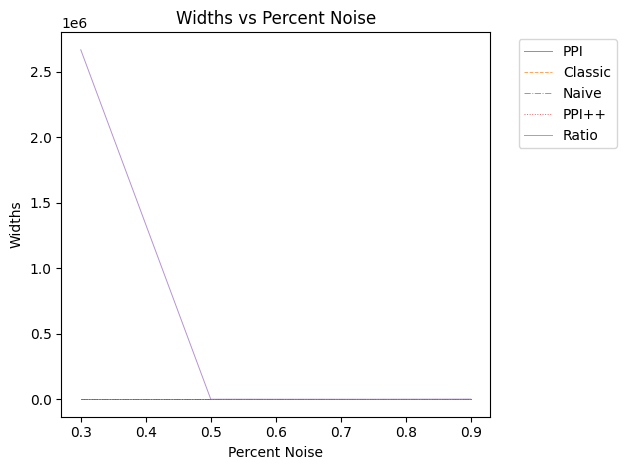 Widths vs Percent Noise
1e6
2.5
2.0
1.5
1.0
0.5
0.0
Widths
0.3 0.4 0.5 0.6 0.7 0.8 0.9
Percent Noise
PPI
Classic
Naive
PPI++
Ratio